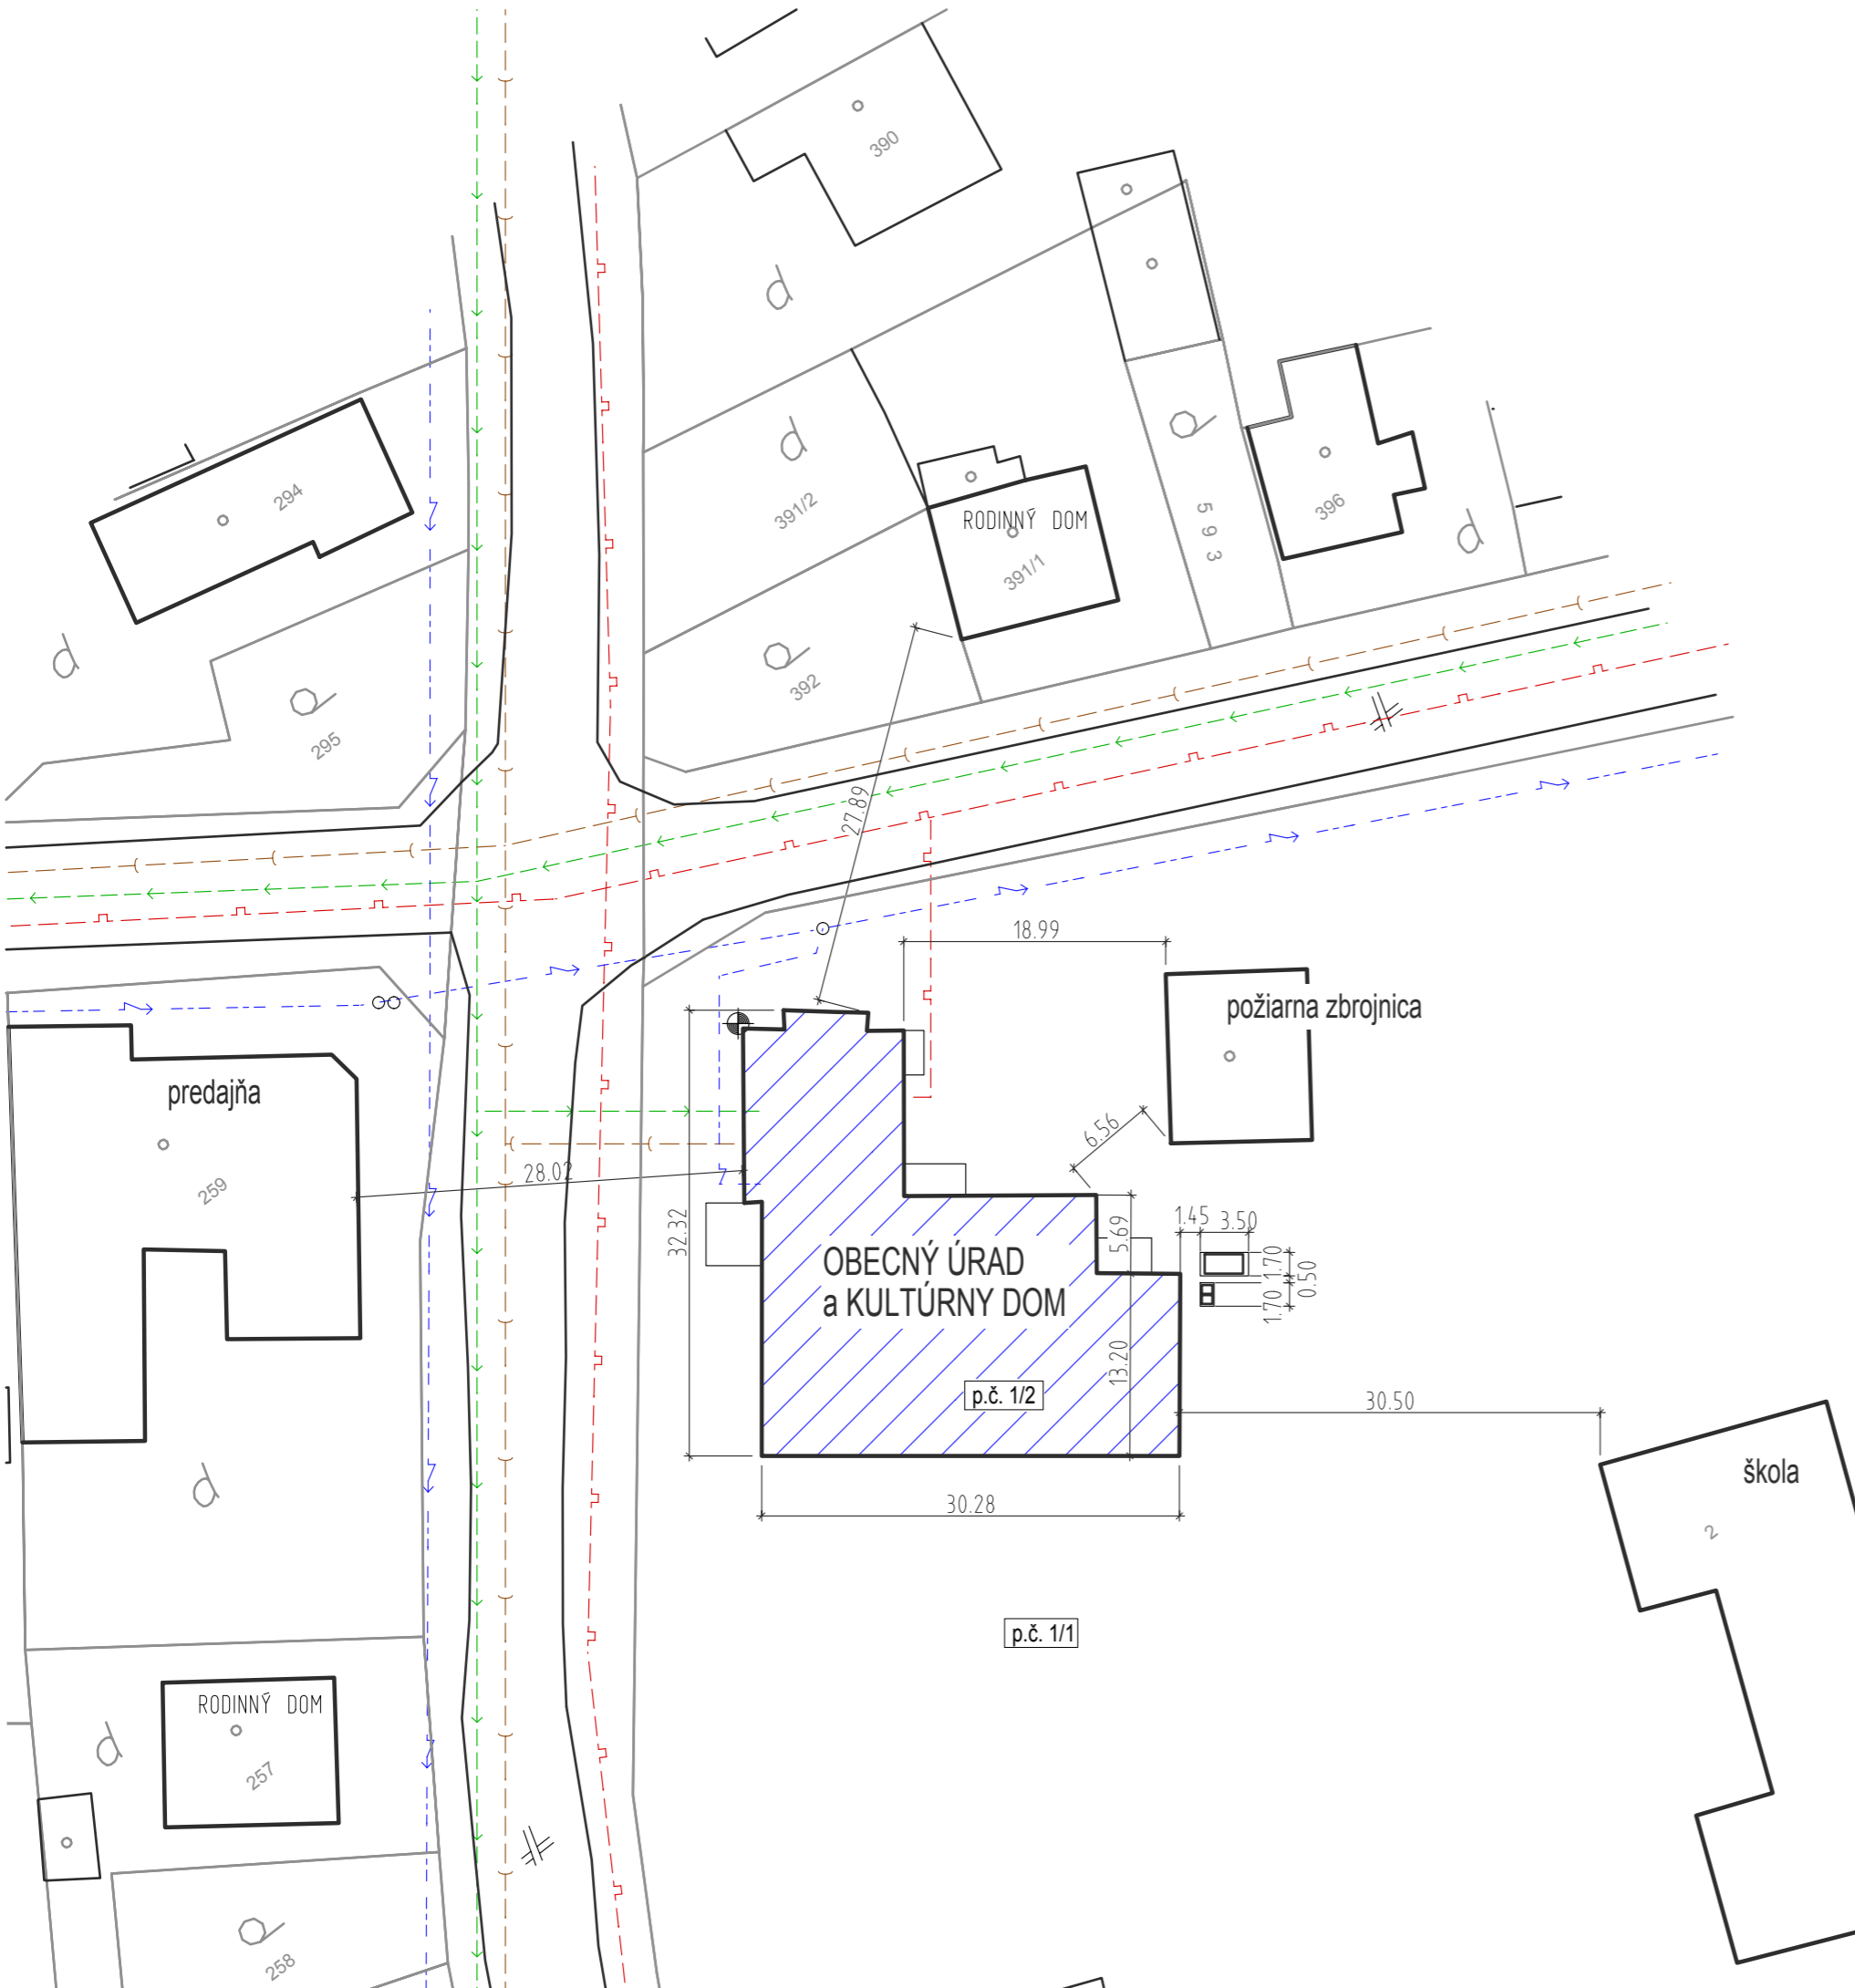 390
d
d
391/2
RODINNÝ DOM
391/1
593
396
d
294
d
295
392
27.89
18.99
požiarna zbrojnica
predajňa
259
28.02
6.56
32.32
5.69
1.45
3.50
1.70
0.50
1.70
OBECNÝ ÚRAD
a KULTÚRNY DOM
13.20
p.č. 1/2
30.50
30.28
škola
2
d
p.č. 1/1
RODINNÝ DOM
d
257
258